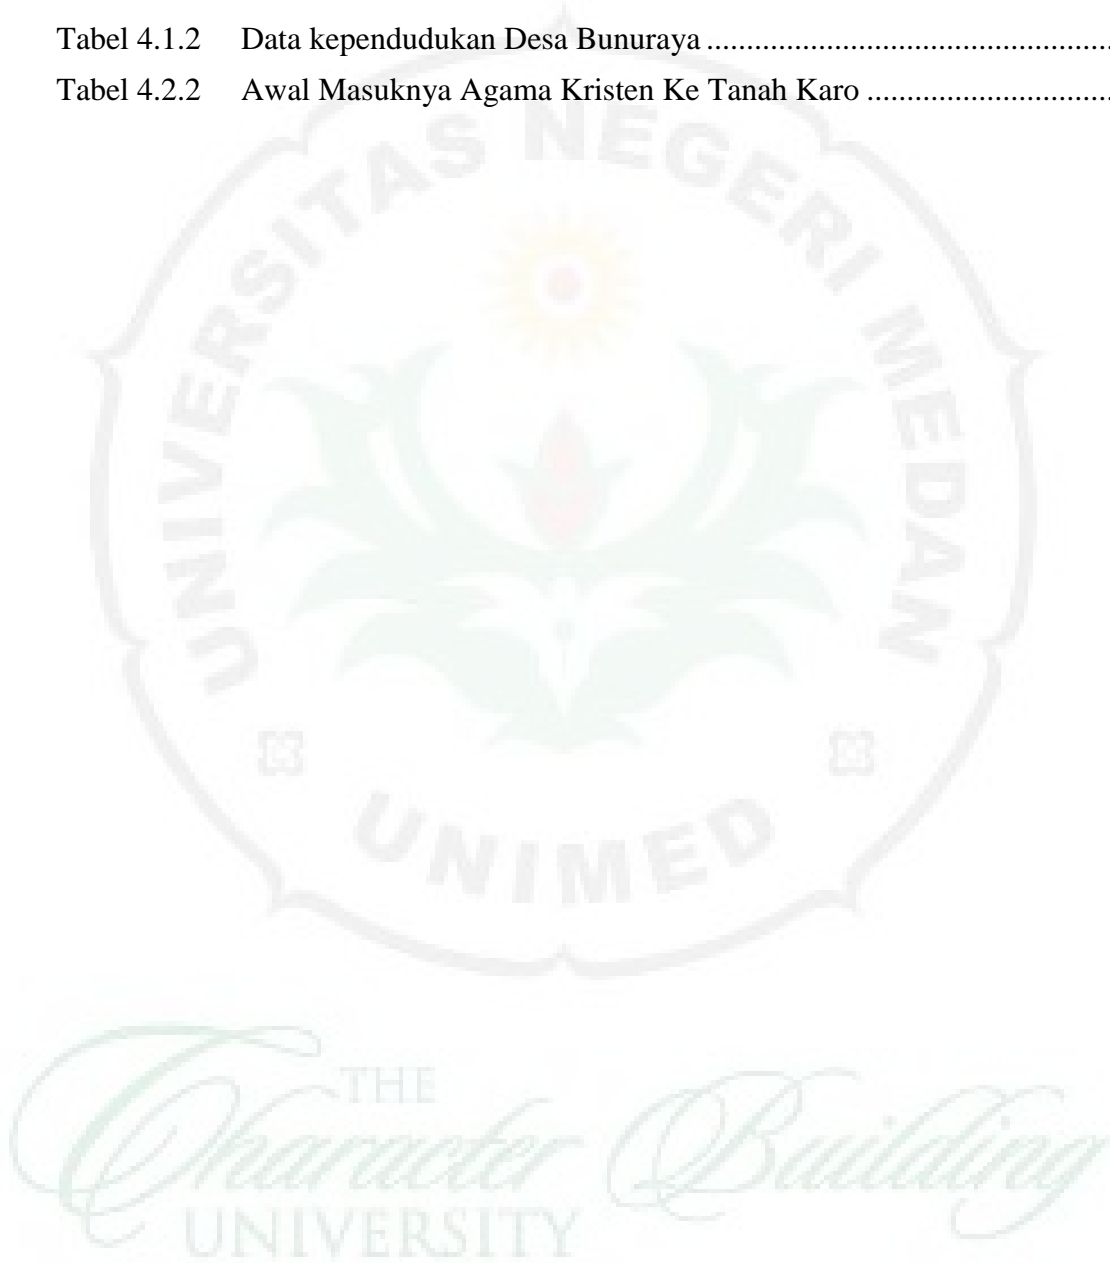 Tabel 4.1.2 Data kependudukan Desa Bunuraya ......................................................
Tabel 4.2.2 Awal Masuknya Agama Kristen Ke Tanah Karo ...............................
UNIVERSITAS NEGERI MEDAN
UNIMED
THE
Character Building
UNIVERSITY